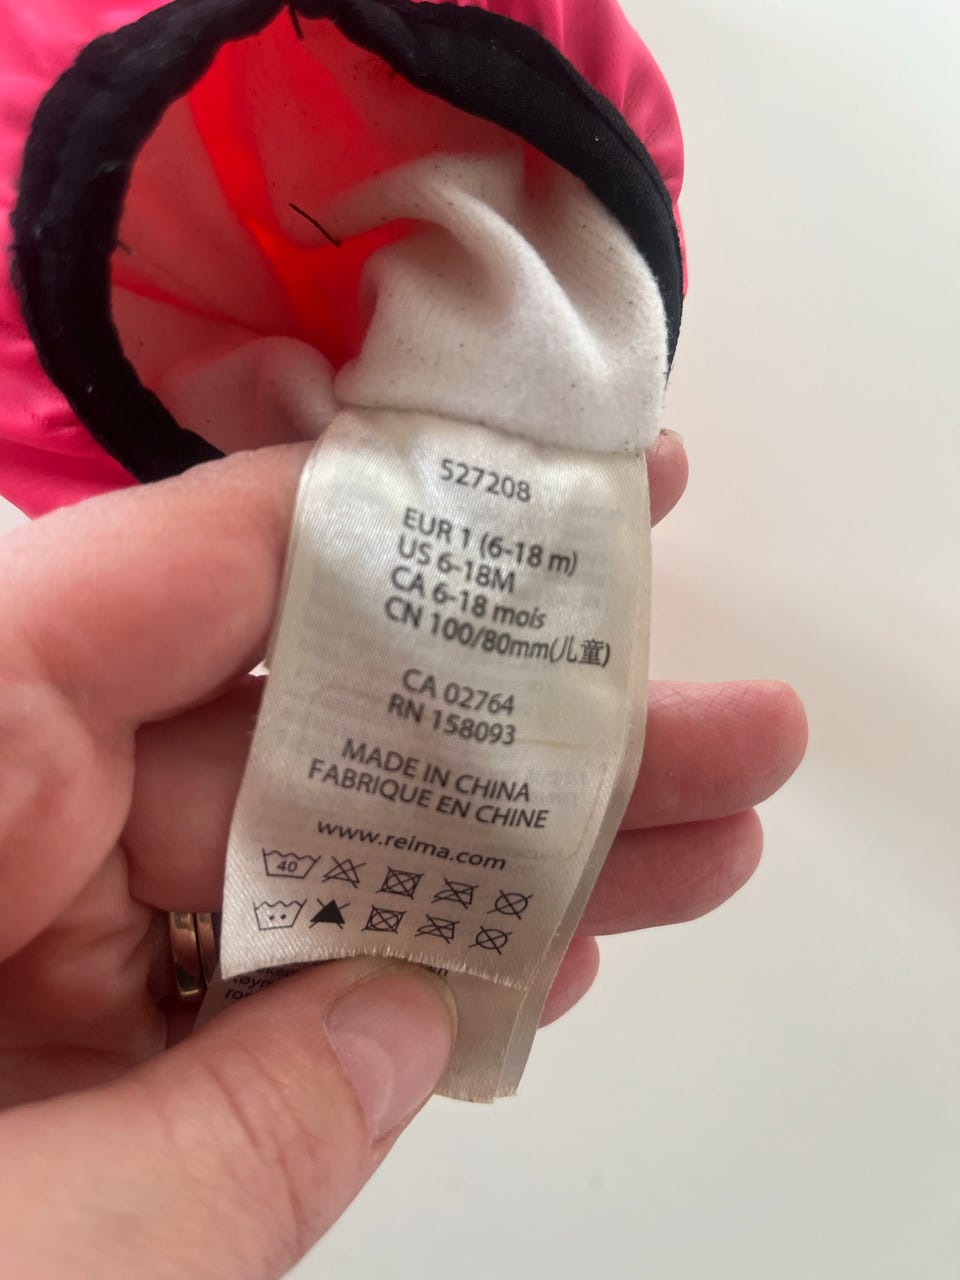 527208
EUR 1 (6-18 m)
US 6-18M
CA 6-18 mois
CN 100/80mm(儿童)
CA 02764
RN 158093
MADE IN CHINA
FABRIQUE EN CHINE
www.reima.com
40